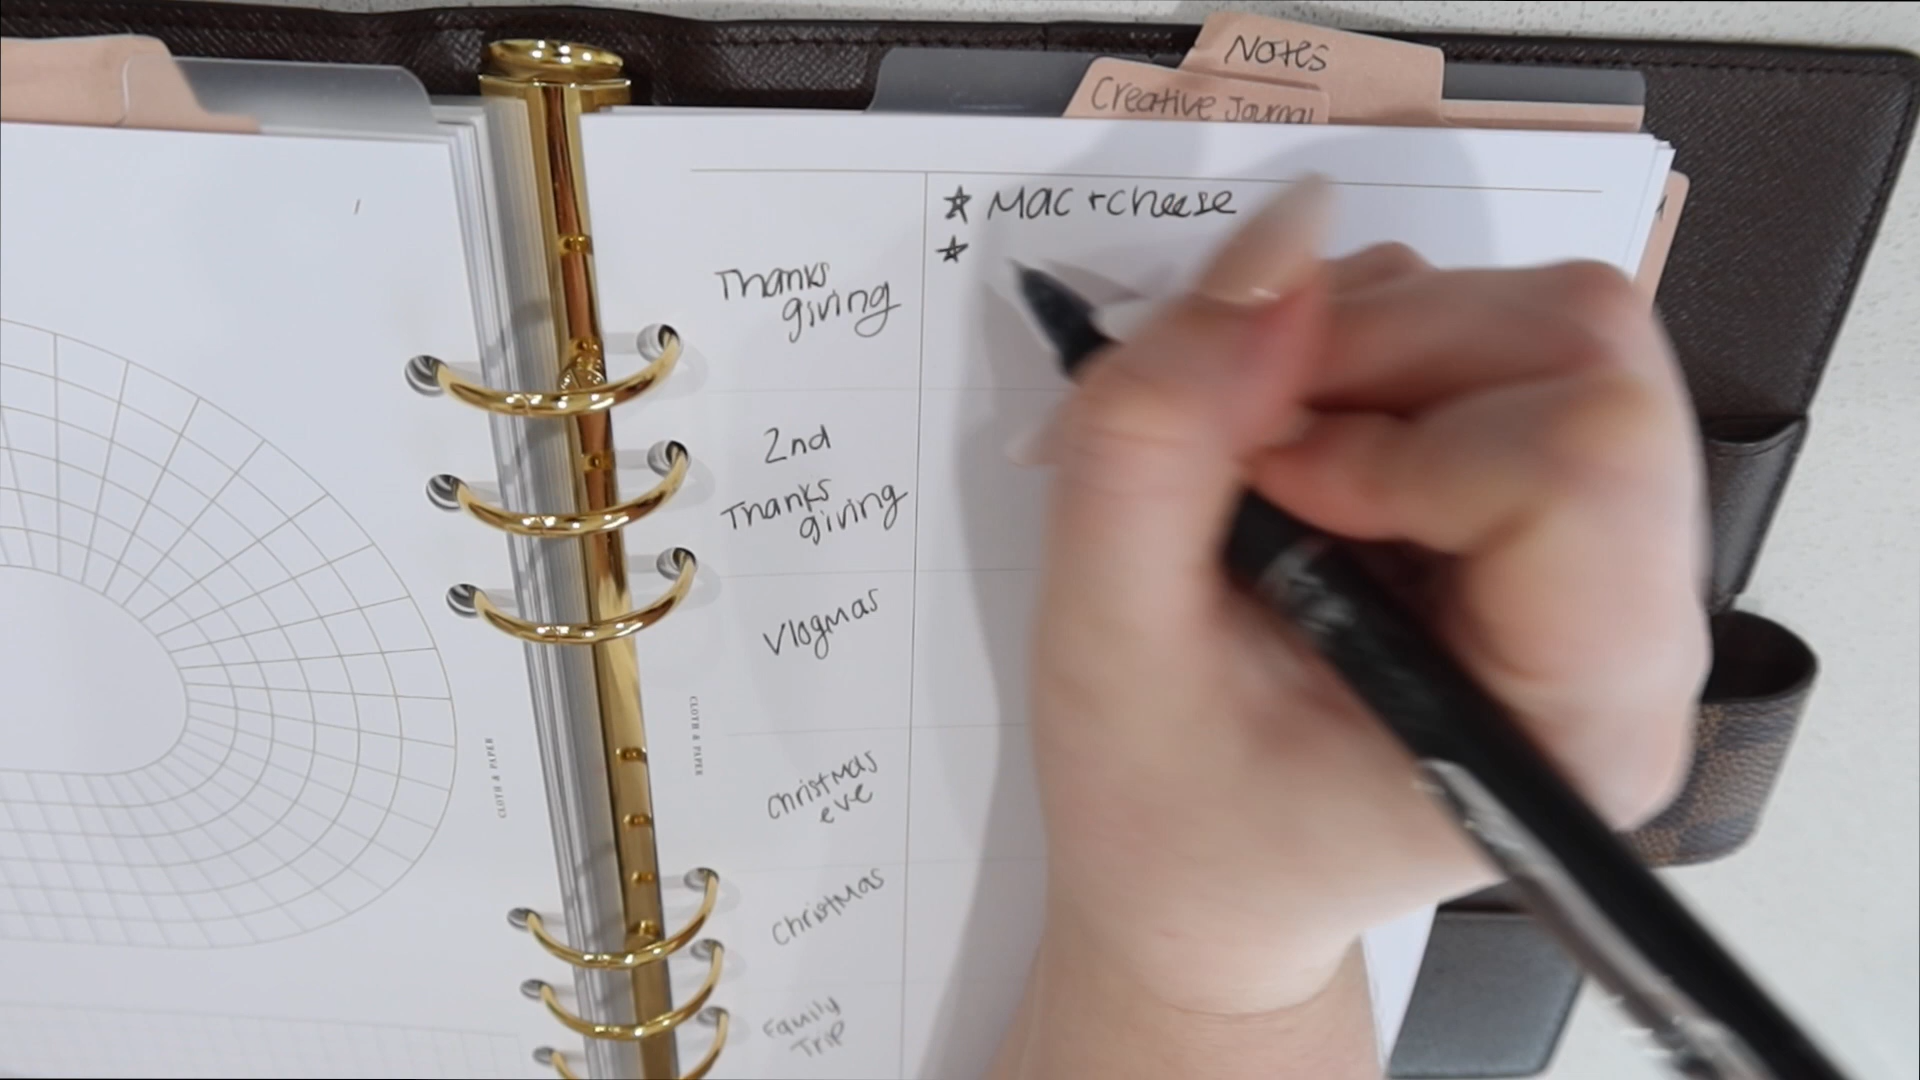 Notes
Creative Journal
☆ Mac + cheese
☆
Thanks
giving
2nd
Thanks
giving
Vlogmas
Christmas
eve
Christmas
Family
Trip
CLOTH & PAPER
CLOTH & PAPER